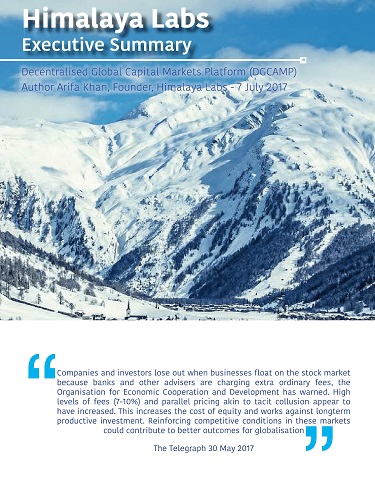 Himalaya Labs
Executive Summary
Decentralised Global Capital Markets Platform (DGCAMP)
Author Arifa Khan, Founder, Himalaya Labs - 7 July 2017
“Companies and investors lose out when businesses float on the stock market
because banks and other advisers are charging extra ordinary fees, the
Organisation for Economic Cooperation and Development has warned. High
levels of fees (7-10%) and parallel pricing akin to tacit collusion appear to
have increased. This increases the cost of equity and works against longterm
productive investment. Reinforcing competitive conditions in these markets
could contribute to better outcomes for globalisation”
The Telegraph 30 May 2017